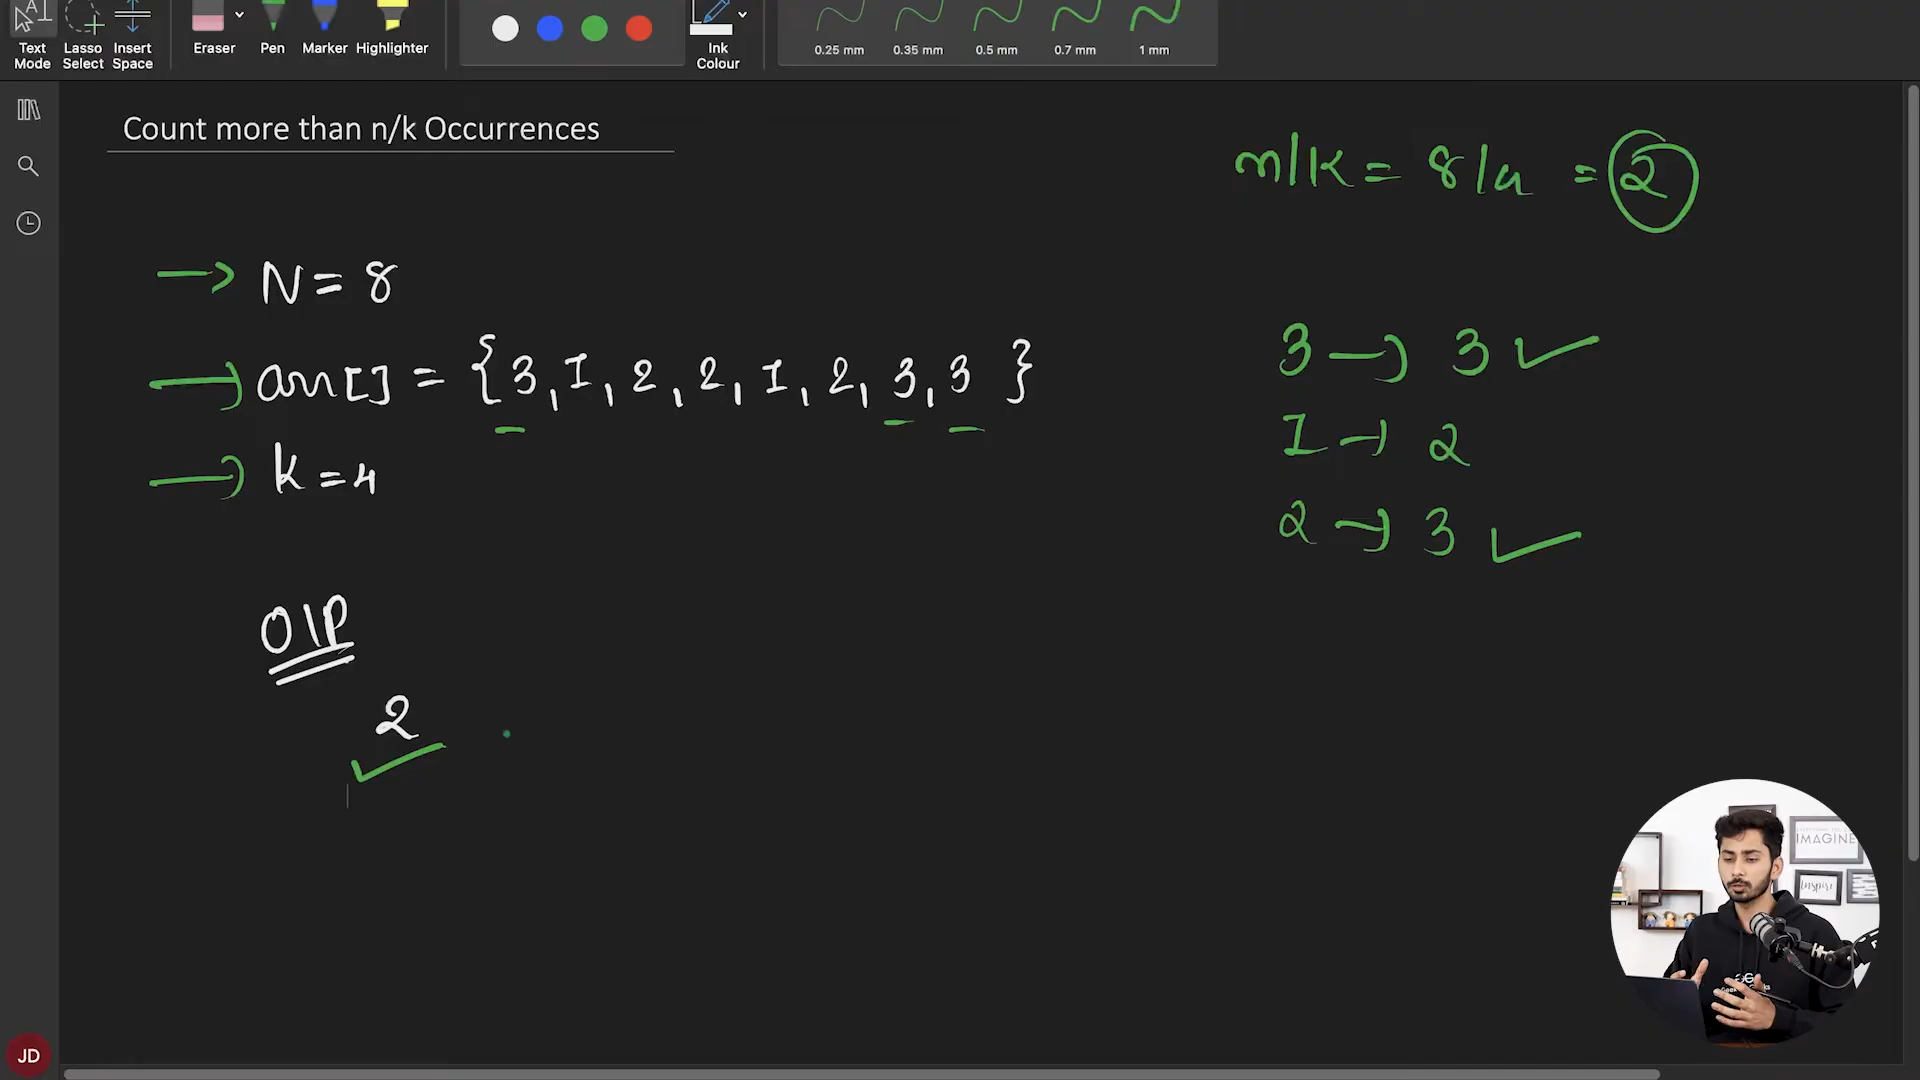 Text Mode
Lasso Select
Insert Space
Eraser
Pen
Marker
Highlighter
Ink Colour
0.25 mm
0.35 mm
0.5 mm
0.7 mm
1 mm
Count more than n/k Occurrences
n/k = 8/4 = 2
N = 8
arr[] = {3, 1, 2, 2, 1, 2, 3, 3 }
k = 4
3 → 3 ✓
1 → 2
2 → 3 ✓
O/P
2
IMAGINE
Inspire
JD